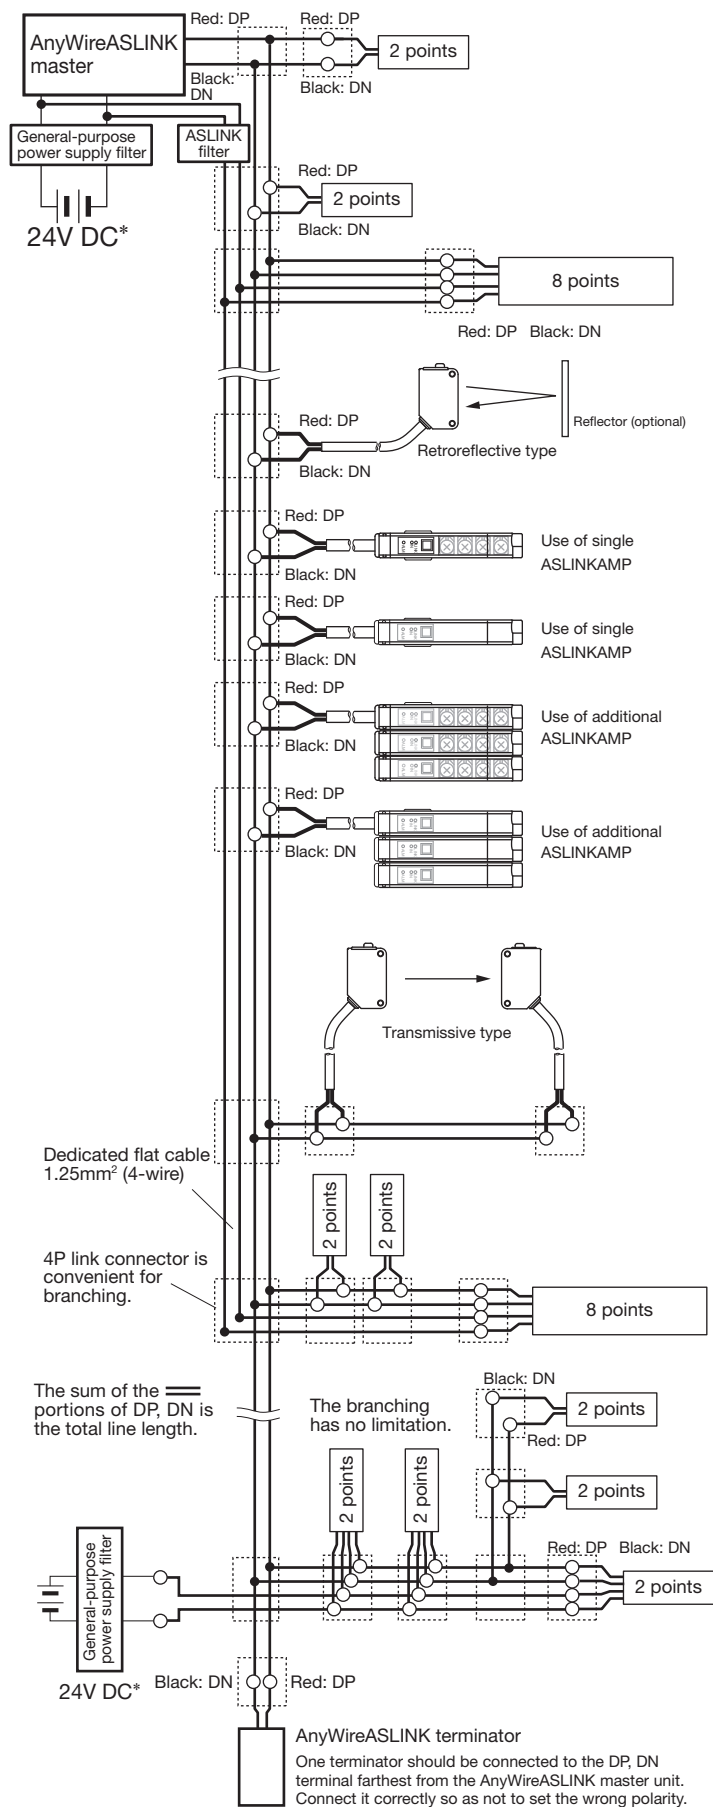 Red: DP
Red: DP
AnyWireASLINK
master
2 points
Black:
DN
Black: DN
General-purpose
power supply filter
ASLINK
filter
Red: DP
2 points
24V DC*
Black: DN
8 points
Red: DP Black: DN
Red: DP
Reflector (optional)
Retroreflective type
Black: DN
Red: DP
Use of single
ASLINKAMP
Black: DN
Red: DP
Use of single
ASLINKAMP
Black: DN
Red: DP
Use of additional
ASLINKAMP
Black: DN
Red: DP
Use of additional
ASLINKAMP
Black: DN
Transmissive type
Dedicated flat cable
1.25mm² (4-wire)
2 points
2 points
4P link connector is
convenient for
branching.
8 points
The sum of the
portions of DP, DN is
the total line length.
The branching
has no limitation.
Black: DN
2 points
Red: DP
2 points
2 points
2 points
General-purpose
power supply filter
Red: DP Black: DN
2 points
24V DC*
Black: DN
Red: DP
AnyWireASLINK terminator
One terminator should be connected to the DP, DN
terminal farthest from the AnyWireASLINK master unit.
Connect it correctly so as not to set the wrong polarity.